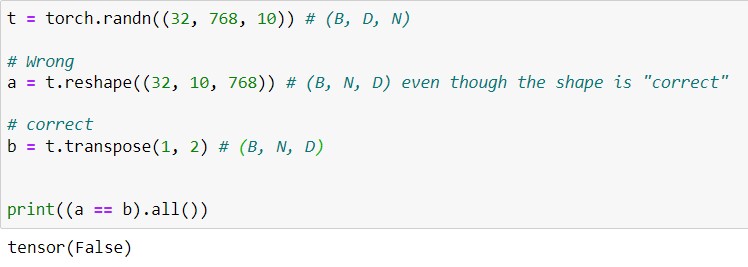 t = torch.randn((32, 768, 10)) # (B, D, N)
# Wrong
a = t.reshape((32, 10, 768)) # (B, N, D) even though the shape is "correct"
# correct
b = t.transpose(1, 2) # (B, N, D)
print((a == b).all())
tensor(False)